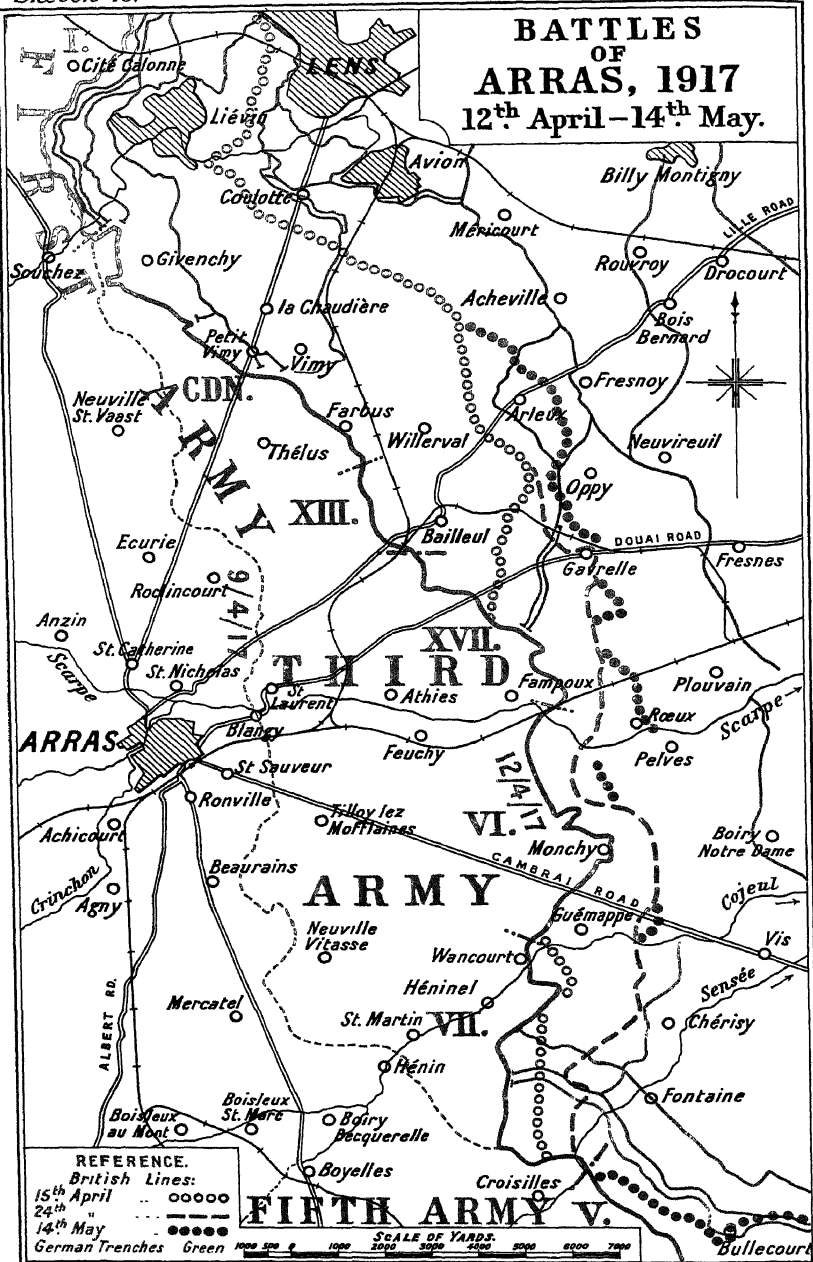 BATTLES
OF
ARRAS, 1917
12th April–14th May.
I.
FIRS
Cité Calonne
LENS
Liévin
Avion
Billy Montigny
Coulotte
Méricourt
LILLE ROAD
Souchez
Givenchy
Rouvroy
Drocourt
la Chaudière
Acheville
Bois
Bernard
Petit
Vimy
Vimy
CDN.
ARMY
Fresnoy
Neuville
St. Vaast
Arleux
Farbus
Willerval
Thélus
Neuvireuil
Oppy
XIII.
Bailleul
Ecurie
DOUAI ROAD
Gavrelle
Fresnes
Roclincourt
9/4/17
Anzin
St. Catherine
XVII.
Scarpe
St. Nicholas
THIRD
St
Laurent
Athies
Fampoux
Plouvain
Blangy
Rœux
Scarpe
ARRAS
Feuchy
Pelves
St Sauveur
12/4/17
Ronville
Tilloy lez
Mofflaines
VI.
Achicourt
Monchy
Boiry
Notre Dame
Beaurains
CAMBRAI ROAD
Crinchon
Agny
ARMY
Cojeul
Guémappe
Neuville
Vitasse
Wancourt
Vis
Sensée
Héninel
Mercatel
St. Martin
VII.
Chérisy
ALBERT RD.
Hénin
Fontaine
Boisleux
au Mont
Boisleux
St. Marc
Boiry
Becquerelle
Boyelles
Croisilles
FIFTH ARMY V.
Bullecourt
REFERENCE.
British Lines:
15th April ..
24th "
14th May
German Trenches Green
SCALE OF YARDS.
1000 500 0 1000 2000 3000 4000 5000 6000 7000